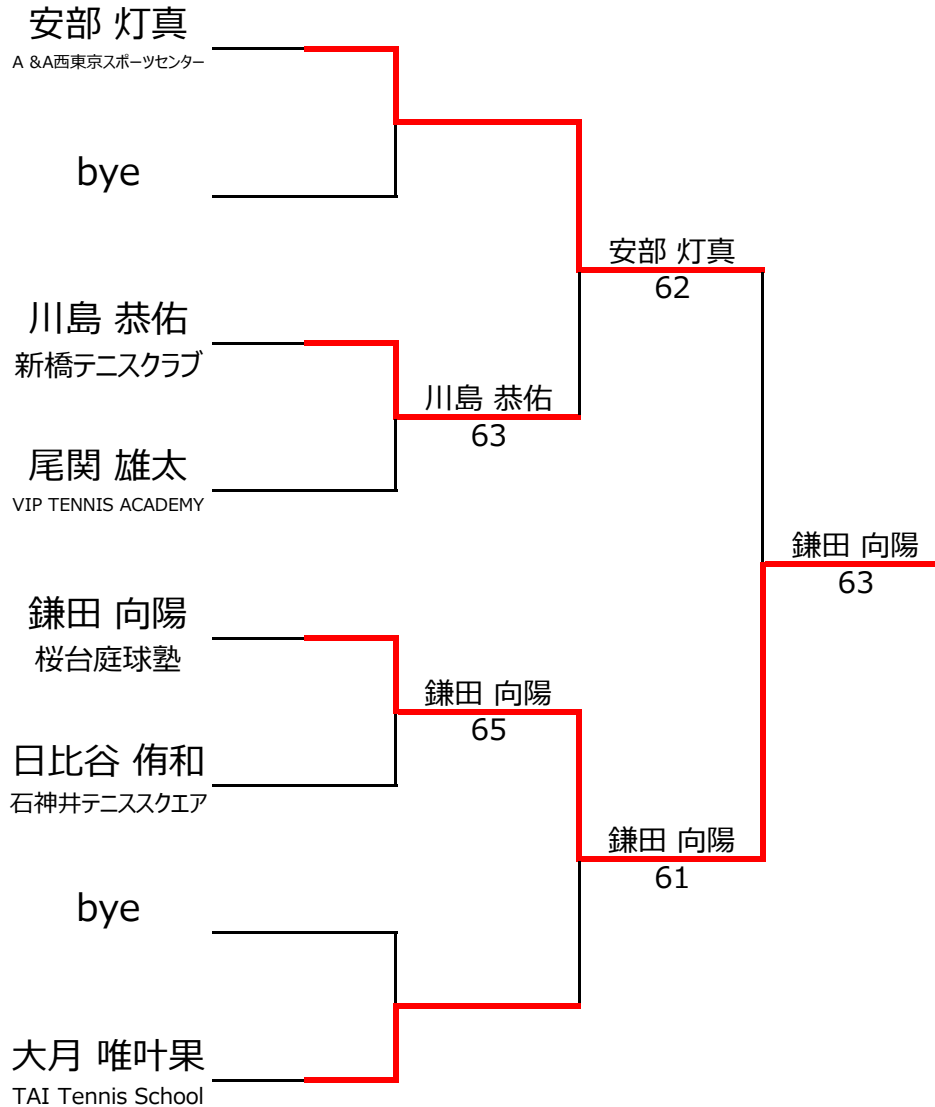 安部 灯真
A &A西東京スポーツセンター
bye
安部 灯真
62
川島 恭佑
新橋テニスクラブ
川島 恭佑
63
尾関 雄太
VIP TENNIS ACADEMY
鎌田 向陽
63
鎌田 向陽
桜台庭球塾
鎌田 向陽
65
日比谷 侑和
石神井テニススクエア
鎌田 向陽
61
bye
大月 唯叶果
TAI Tennis School